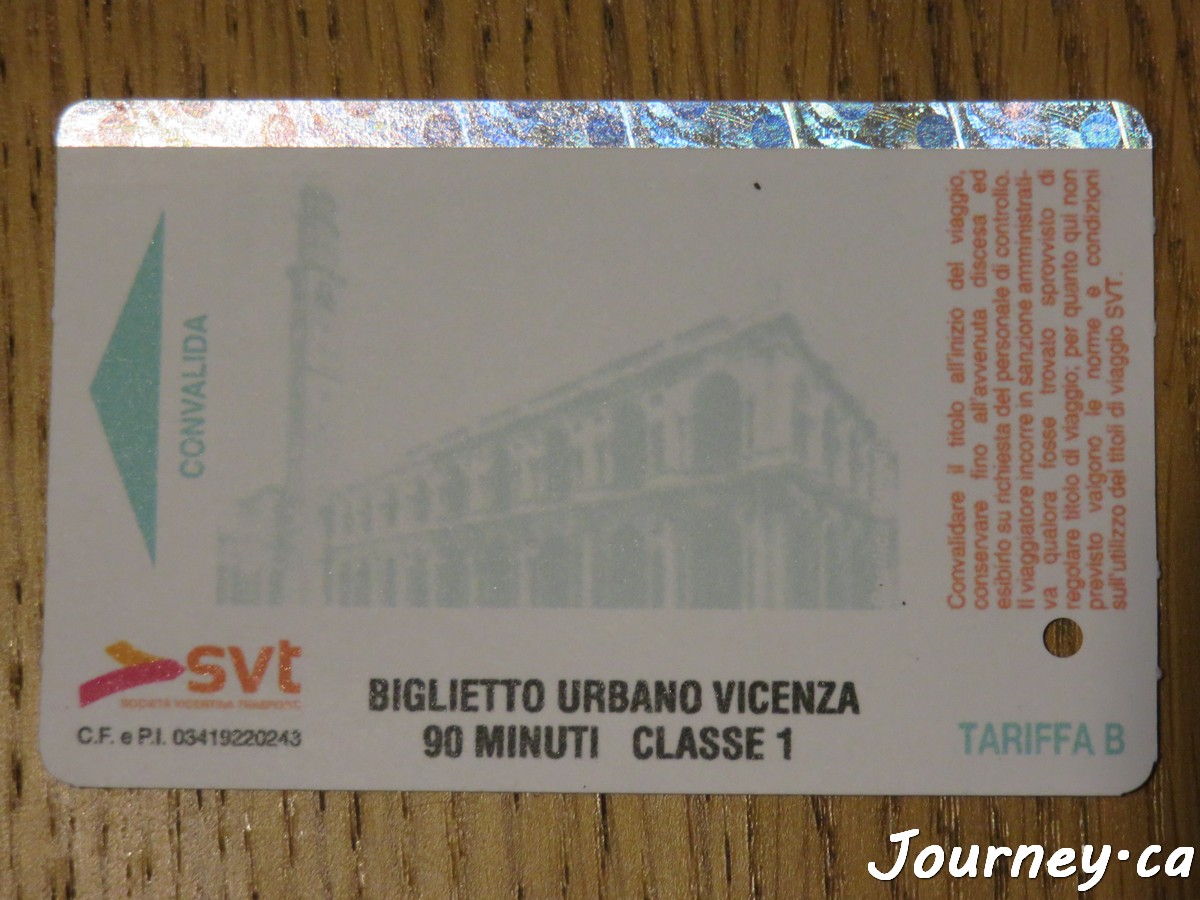 CONVALIDA
Convalidare il titolo all'inizio del viaggio,
conservare fino all'avvenuta discesa ed
esibirlo su richiesta del personale di controllo.
Il viaggiatore incorre in sanzione amministrati-
va qualora fosse trovato sprovvisto di
regolare titolo di viaggio; per quanto qui non
previsto valgono le norme e condizioni
sull'utilizzo dei titoli di viaggio SVT.
svt
SOCIETÀ VICENTINA TRASPORTI
C.F. e P.I. 03419220243
BIGLIETTO URBANO VICENZA
90 MINUTI CLASSE 1
TARIFFA B
Journey.ca